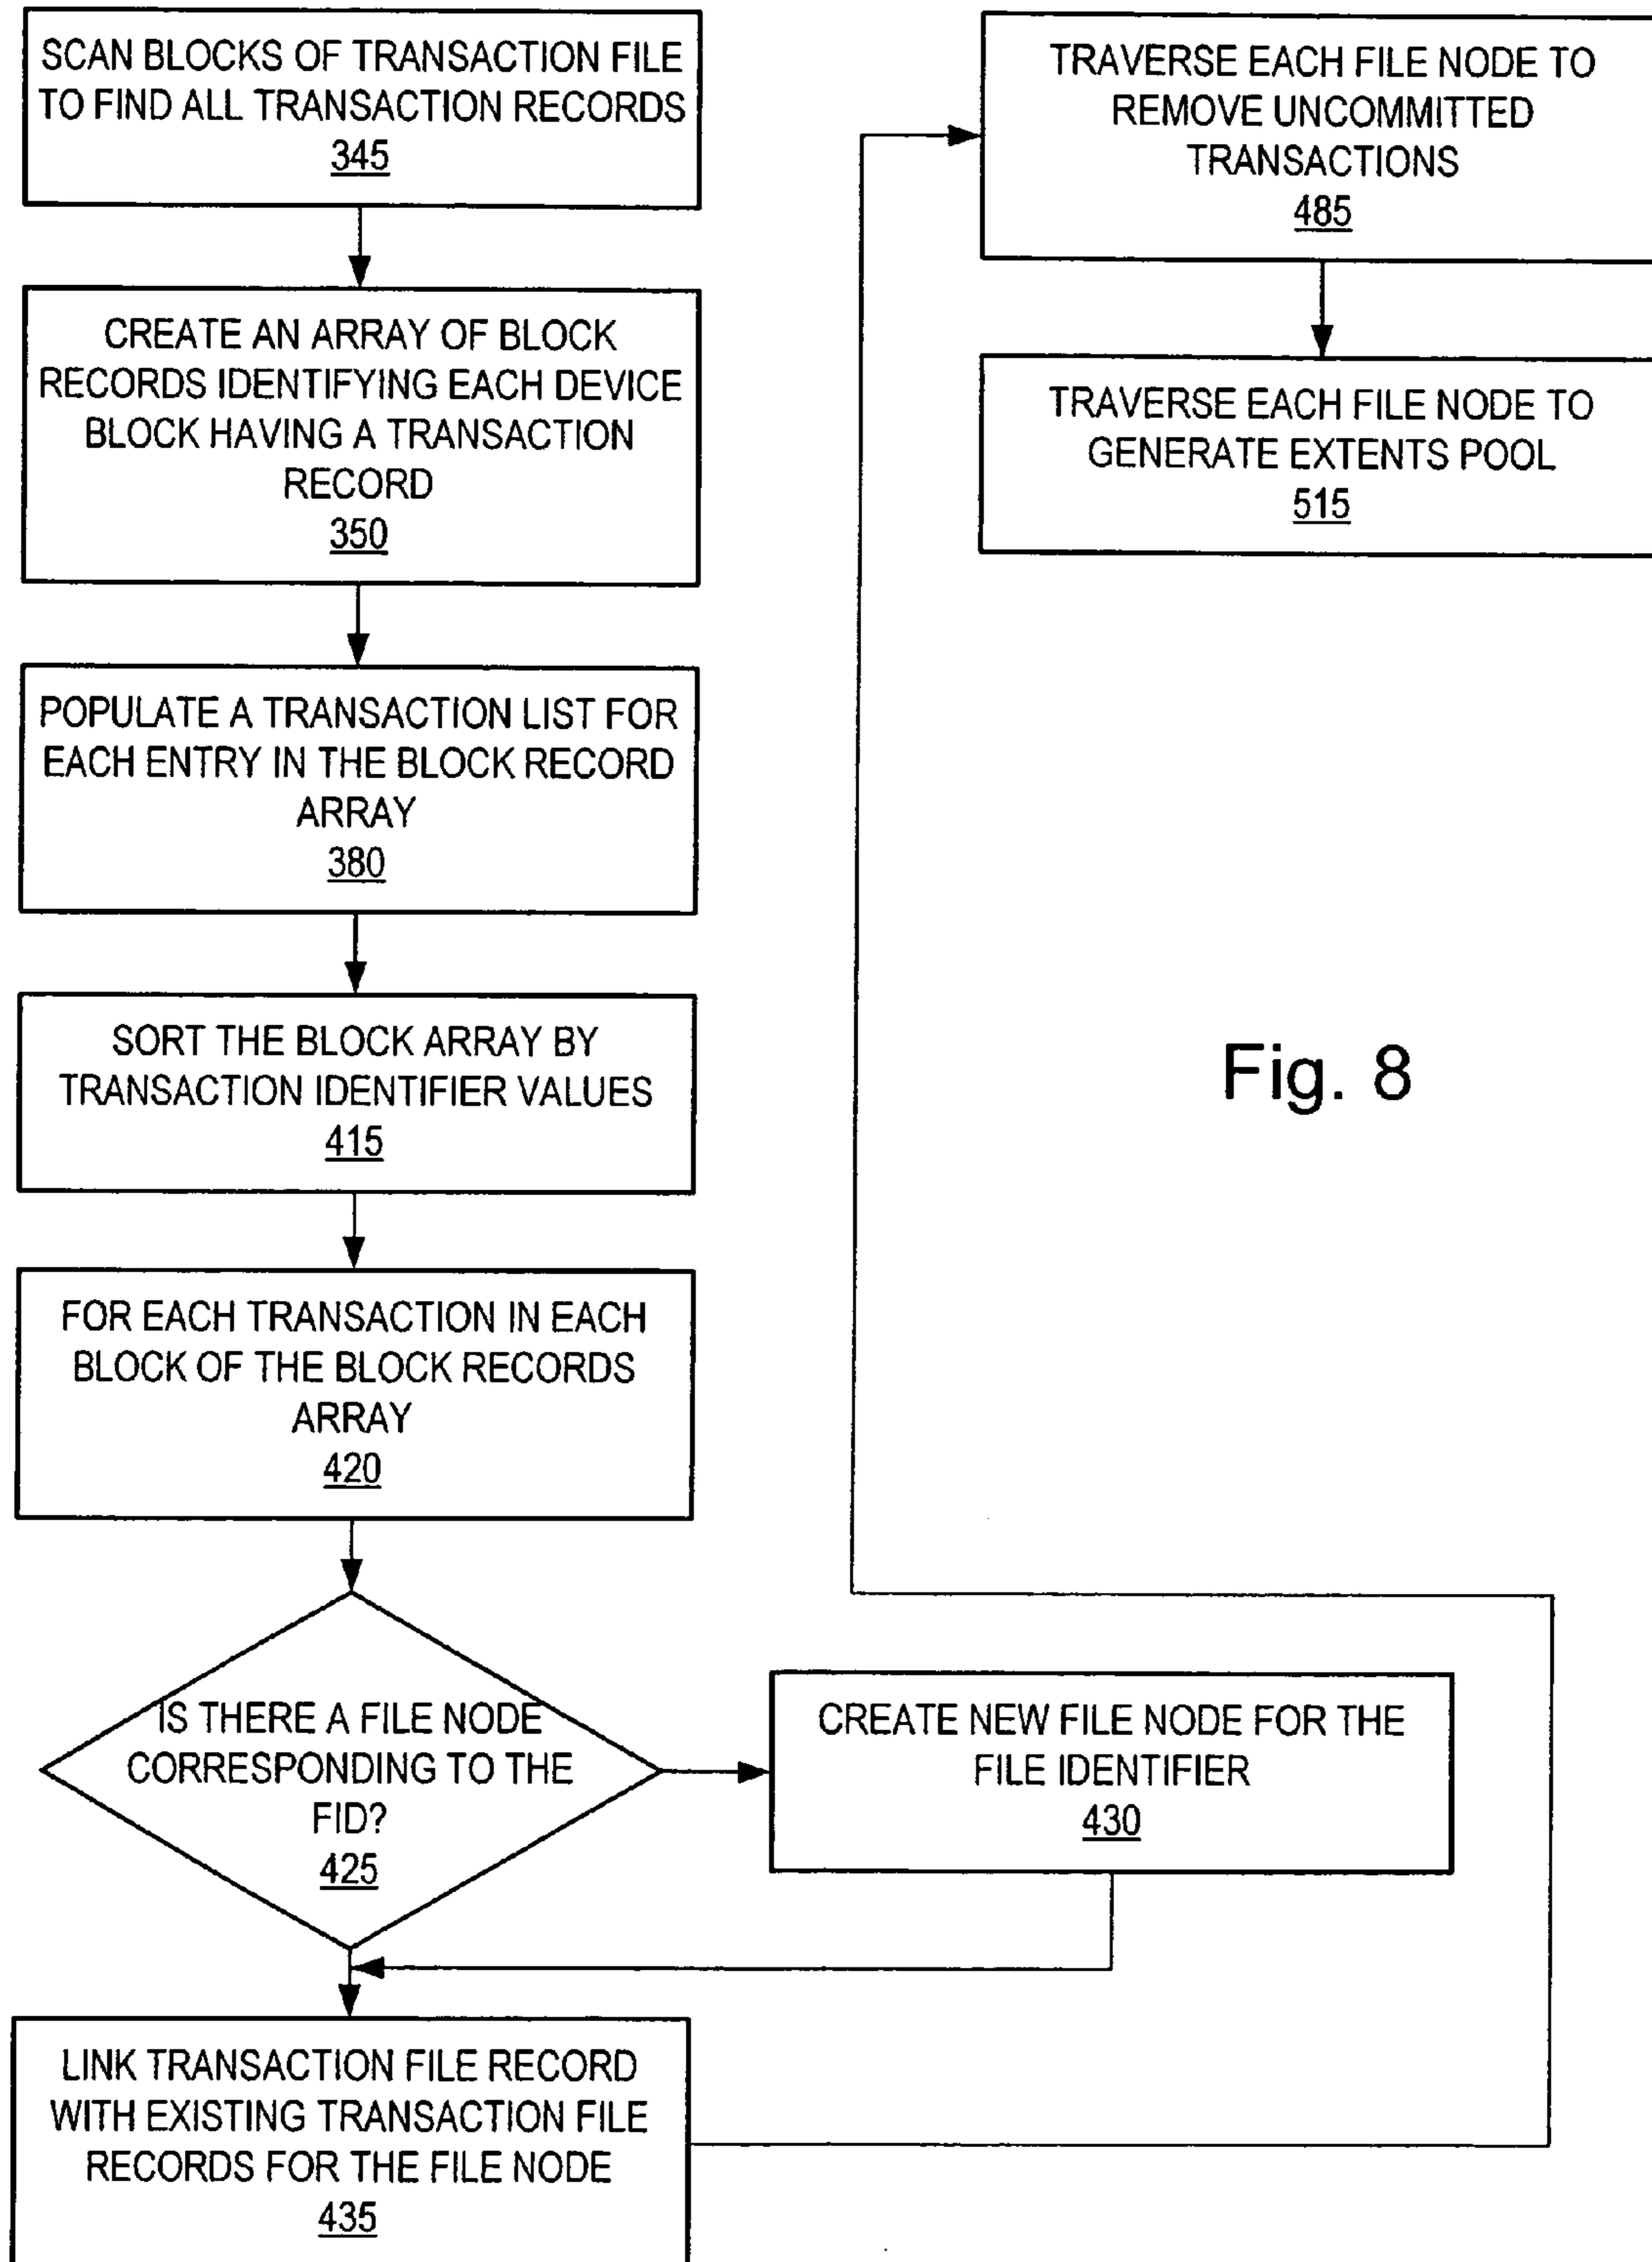 SCAN BLOCKS OF TRANSACTION FILE
TO FIND ALL TRANSACTION RECORDS
345
CREATE AN ARRAY OF BLOCK
RECORDS IDENTIFYING EACH DEVICE
BLOCK HAVING A TRANSACTION
RECORD
350
POPULATE A TRANSACTION LIST FOR
EACH ENTRY IN THE BLOCK RECORD
ARRAY
380
SORT THE BLOCK ARRAY BY
TRANSACTION IDENTIFIER VALUES
415
FOR EACH TRANSACTION IN EACH
BLOCK OF THE BLOCK RECORDS
ARRAY
420
IS THERE A FILE NODE
CORRESPONDING TO THE
FID?
425
CREATE NEW FILE NODE FOR THE
FILE IDENTIFIER
430
LINK TRANSACTION FILE RECORD
WITH EXISTING TRANSACTION FILE
RECORDS FOR THE FILE NODE
435
TRAVERSE EACH FILE NODE TO
REMOVE UNCOMMITTED
TRANSACTIONS
485
TRAVERSE EACH FILE NODE TO
GENERATE EXTENTS POOL
515
Fig. 8